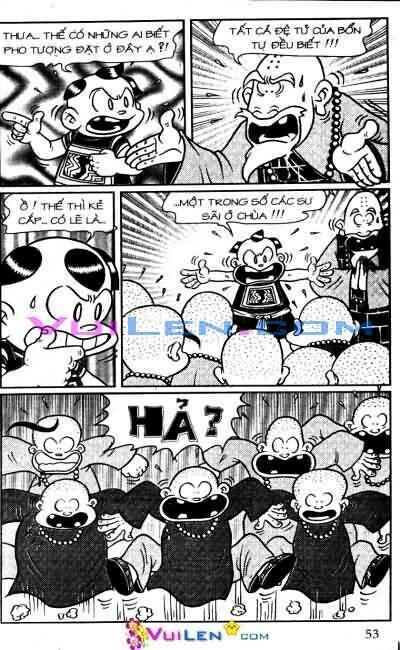 THƯA... THẾ CÓ NHỮNG AI BIẾT
PHO TƯỢNG ĐẶT Ở ĐÂY Ạ ?!
TẤT CẢ ĐỆ TỬ CỦA BỔN
TỰ ĐỀU BIẾT !!!
Ồ ! THẾ THÌ KẺ
CẮP... CÓ LẼ LÀ...
...MỘT TRONG SỐ CÁC SƯ
SÃI Ở CHÙA !!!
VUILEN.COM
HẢ?
53
VUILEN.COM